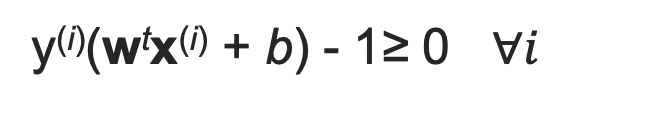 y⁽ⁱ⁾(wᵗx⁽ⁱ⁾ + b) - 1≥ 0 ∀i